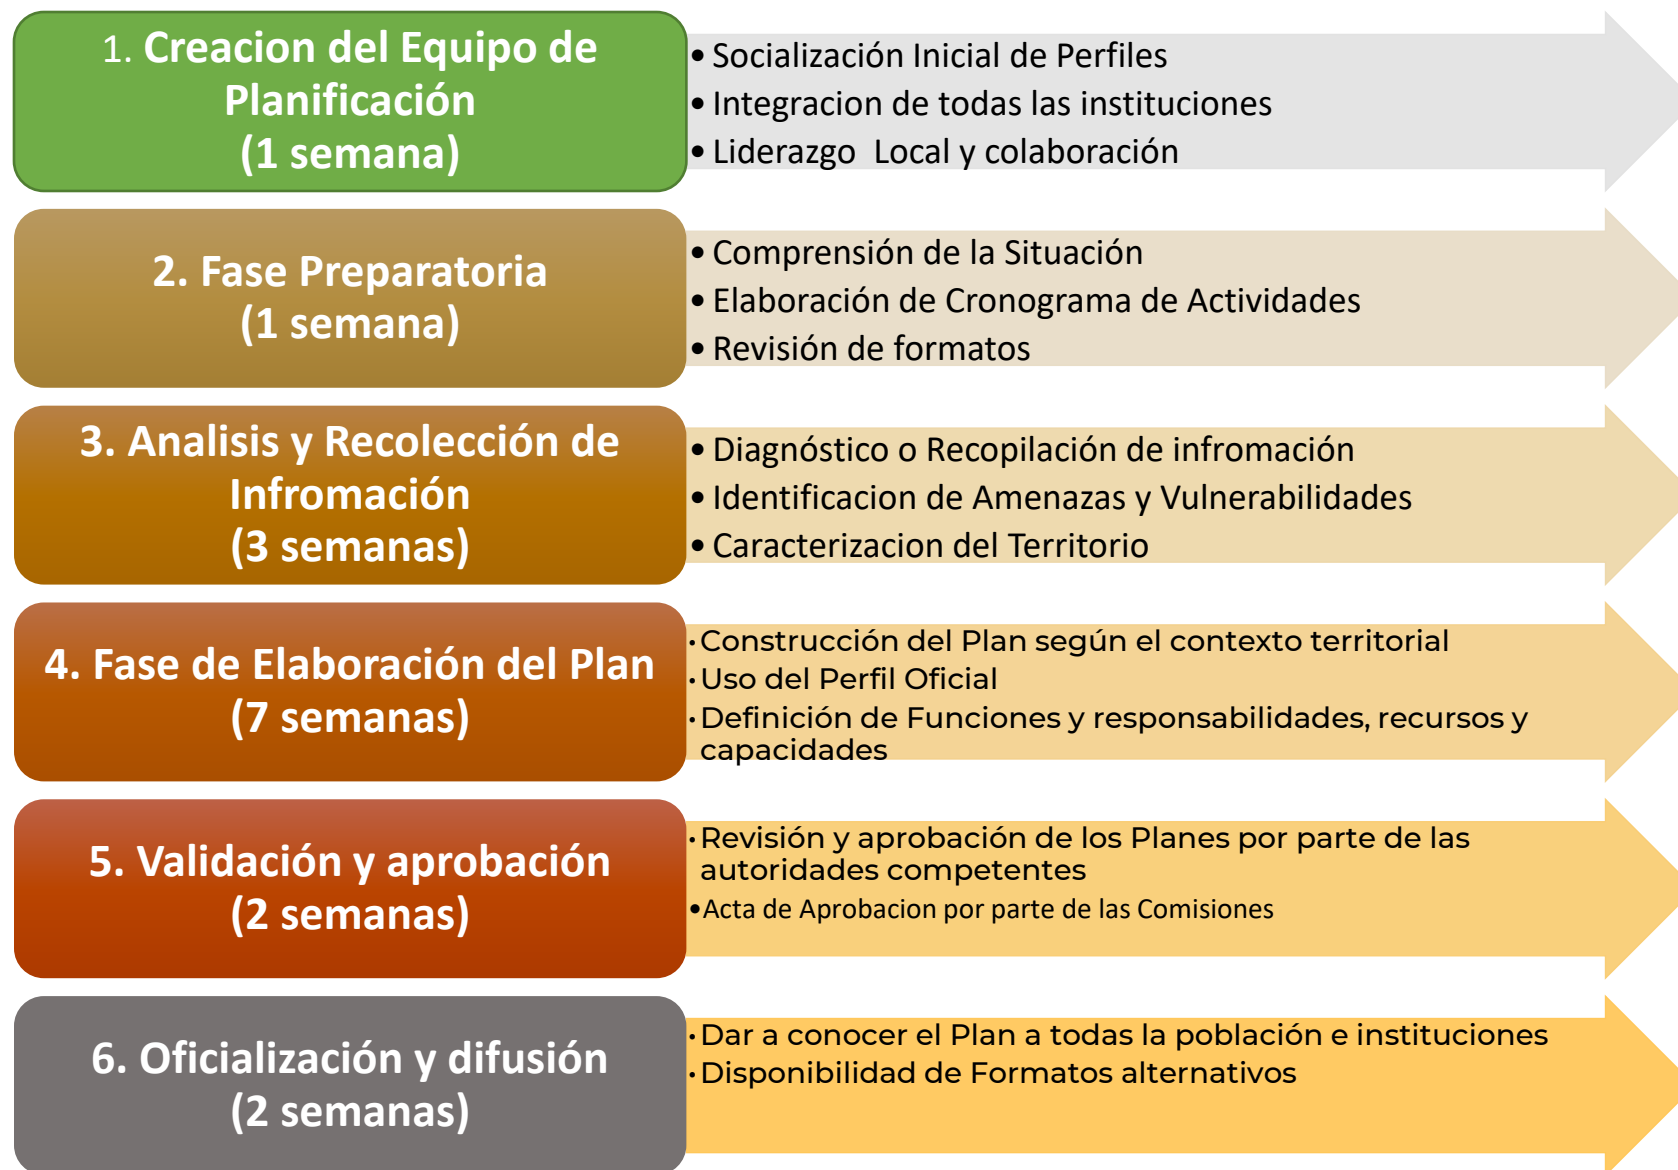 1. Creacion del Equipo de
Planificación
(1 semana)
• Socialización Inicial de Perfiles
• Integracion de todas las instituciones
• Liderazgo  Local y colaboración
2. Fase Preparatoria
(1 semana)
• Comprensión de la Situación
• Elaboración de Cronograma de Actividades
• Revisión de formatos
3. Analisis y Recolección de
Infromación
(3 semanas)
• Diagnóstico o Recopilación de infromación
• Identificacion de Amenazas y Vulnerabilidades
• Caracterizacion del Territorio
4. Fase de Elaboración del Plan
(7 semanas)
• Construcción del Plan según el contexto territorial
• Uso del Perfil Oficial
• Definición de Funciones y responsabilidades, recursos y
capacidades
5. Validación y aprobación
(2 semanas)
• Revisión y aprobación de los Planes por parte de las
autoridades competentes
• Acta de Aprobacion por parte de las Comisiones
6. Oficialización y difusión
(2 semanas)
• Dar a conocer el Plan a todas la población e instituciones
• Disponibilidad de Formatos alternativos